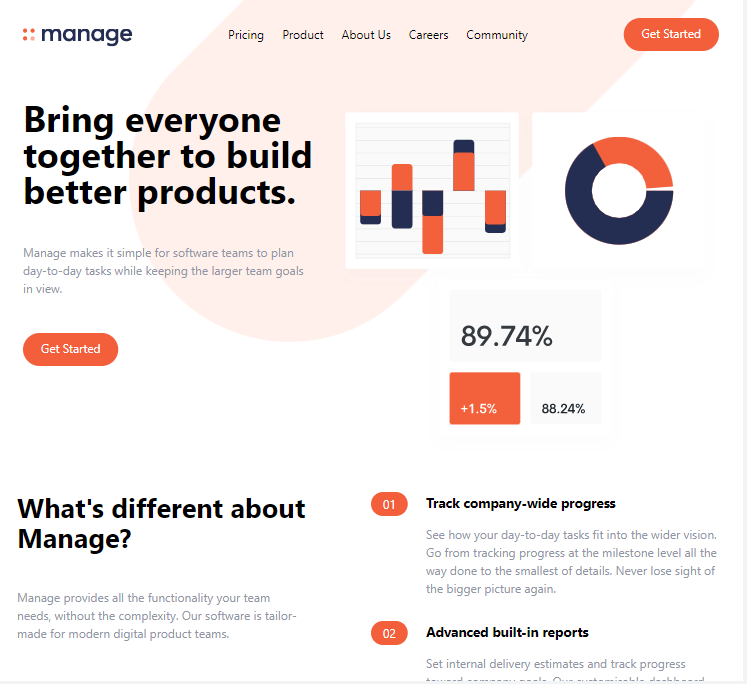 manage
Pricing
Product
About Us
Careers
Community
Get Started
Bring everyone
together to build
better products.
Manage makes it simple for software teams to plan
day-to-day tasks while keeping the larger team goals
in view.
Get Started
89.74%
+1.5%
88.24%
What's different about
Manage?
Manage provides all the functionality your team
needs, without the complexity. Our software is tailor-
made for modern digital product teams.
01
Track company-wide progress
See how your day-to-day tasks fit into the wider vision.
Go from tracking progress at the milestone level all the
way done to the smallest of details. Never lose sight of
the bigger picture again.
02
Advanced built-in reports
Set internal delivery estimates and track progress
toward company goals. Our customisable dashboard